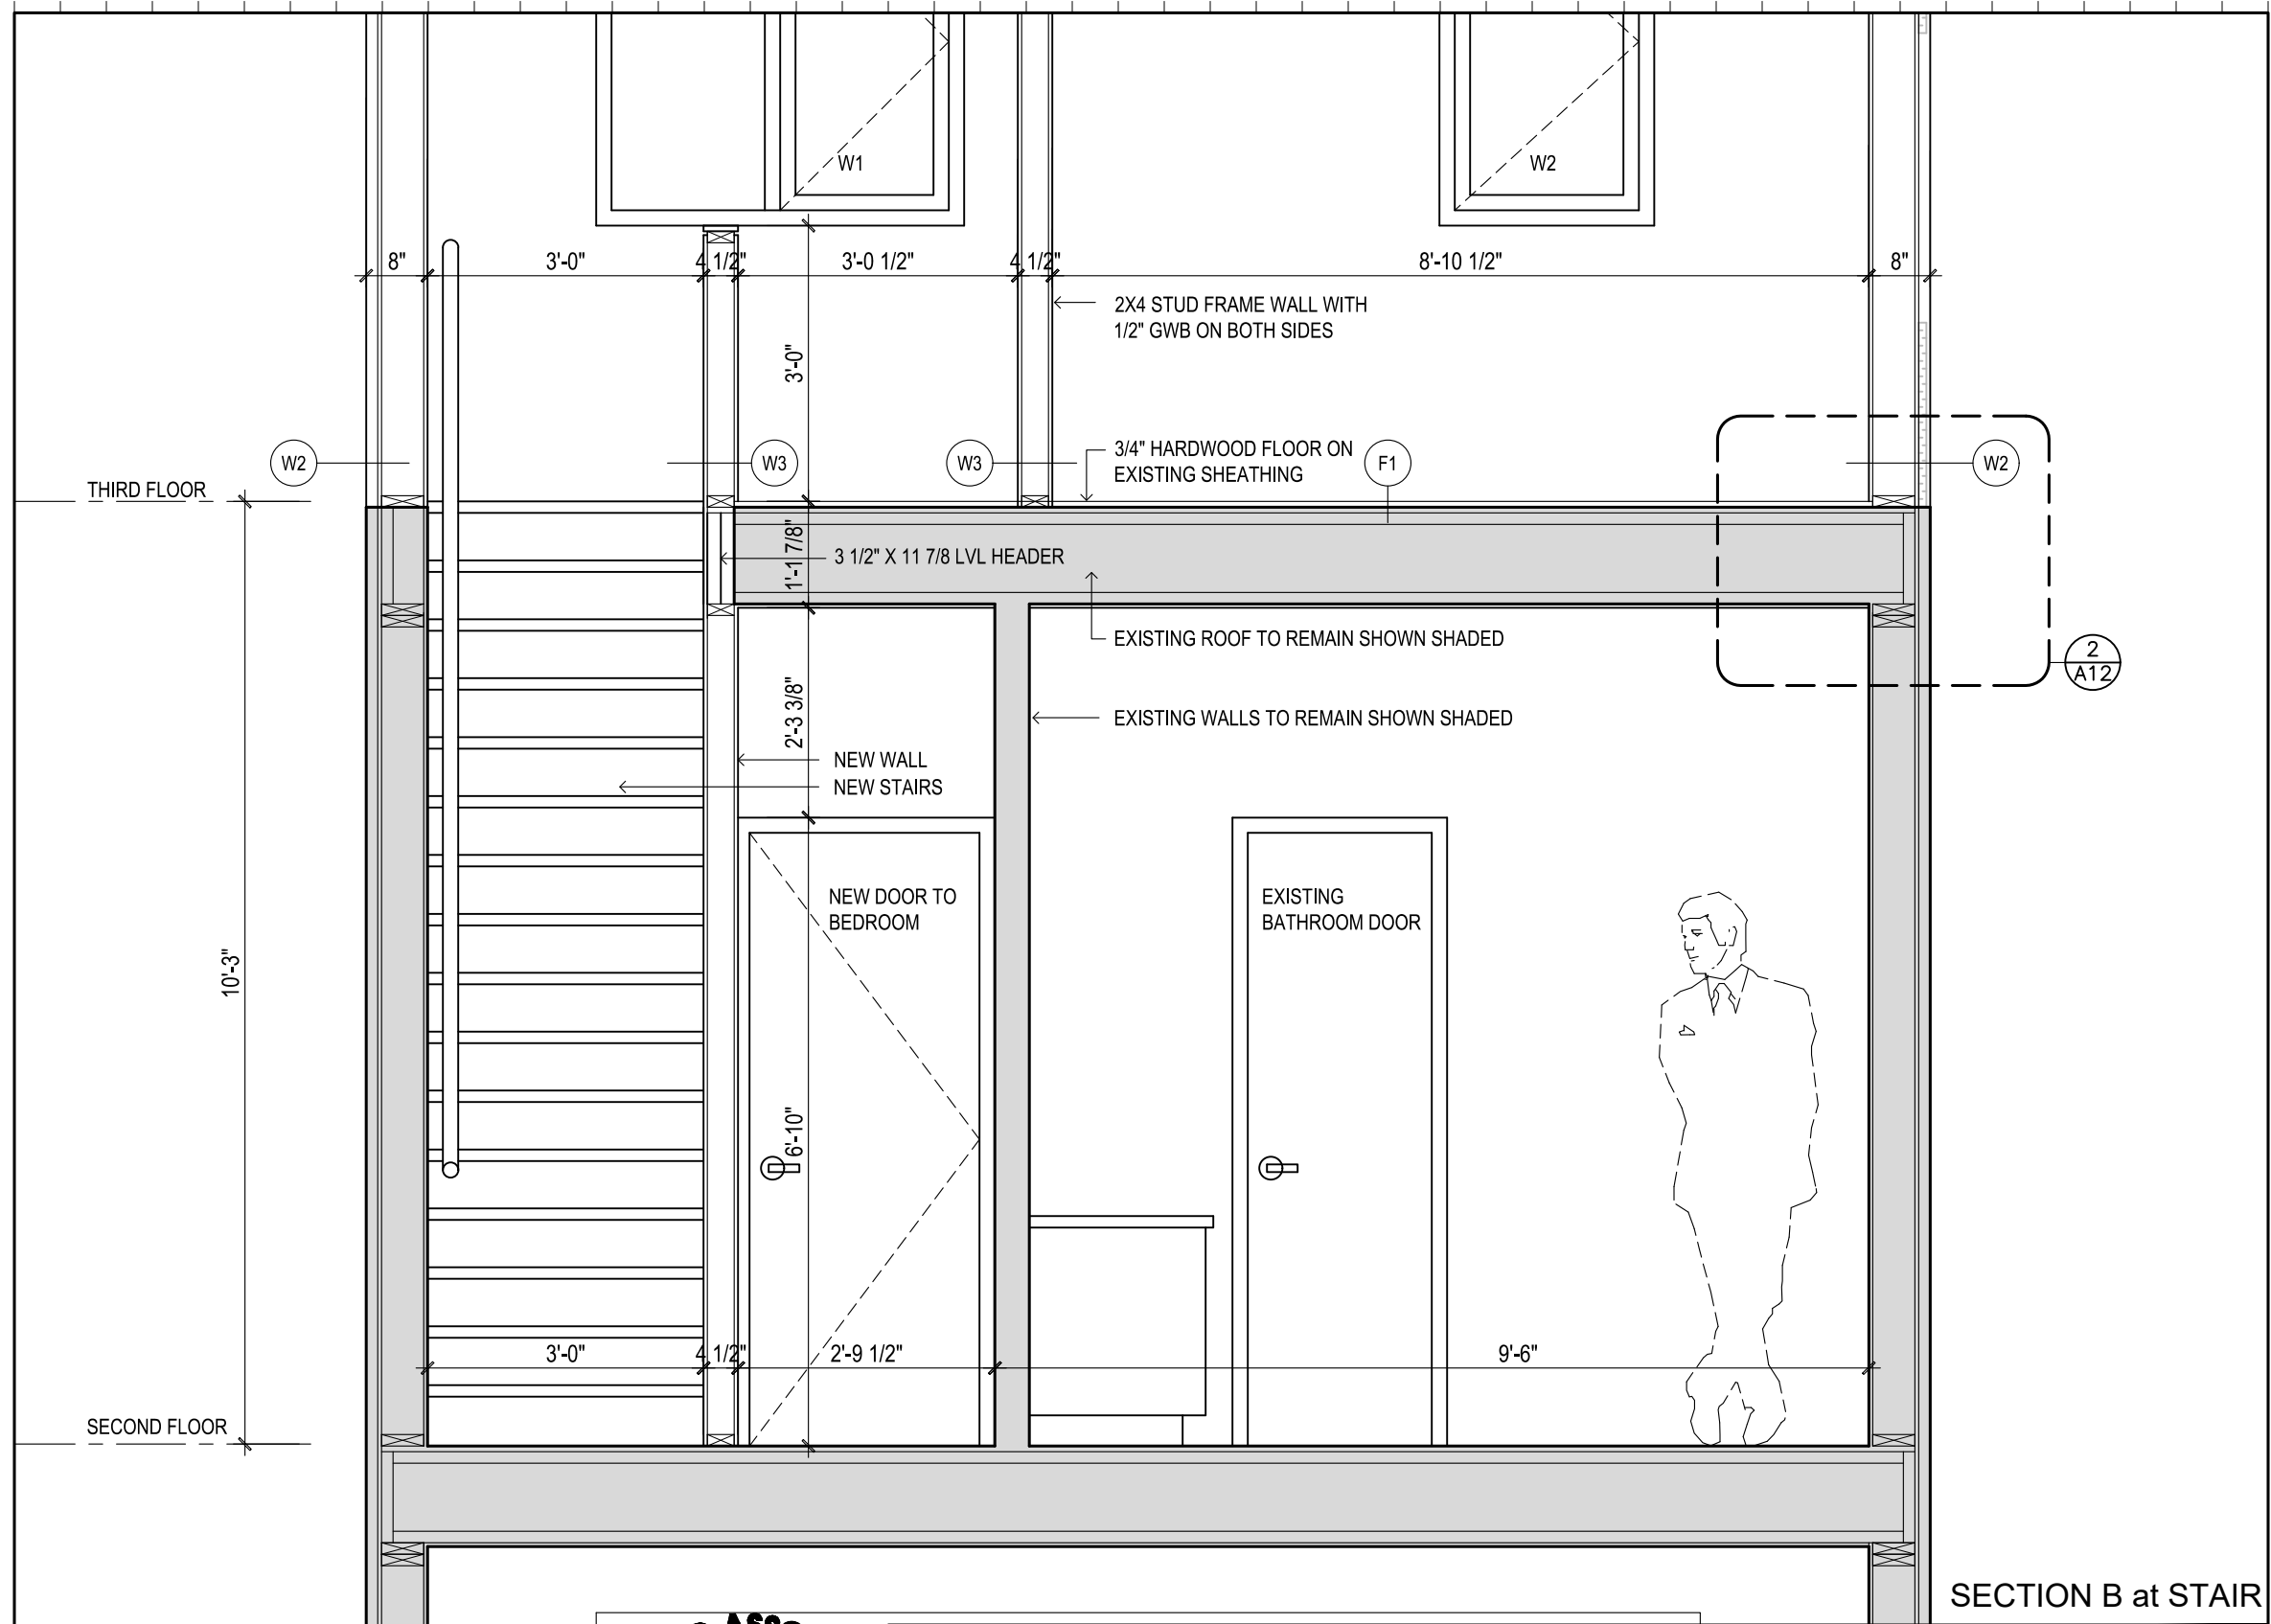 W1
W2
8"
3'-0"
4 1/2"
3'-0 1/2"
4 1/2"
8'-10 1/2"
8"
2X4 STUD FRAME WALL WITH
1/2" GWB ON BOTH SIDES
3'-0"
W2
W3
W3
3/4" HARDWOOD FLOOR ON
EXISTING SHEATHING
F1
W2
THIRD FLOOR
1'-1 7/8"
3 1/2" X 11 7/8 LVL HEADER
EXISTING ROOF TO REMAIN SHOWN SHADED
2
A12
2'-3 3/8"
EXISTING WALLS TO REMAIN SHOWN SHADED
NEW WALL
NEW STAIRS
NEW DOOR TO
BEDROOM
EXISTING
BATHROOM DOOR
10'-3"
6'-10"
3'-0"
4 1/2"
2'-9 1/2"
9'-6"
SECOND FLOOR
SECTION B at STAIR